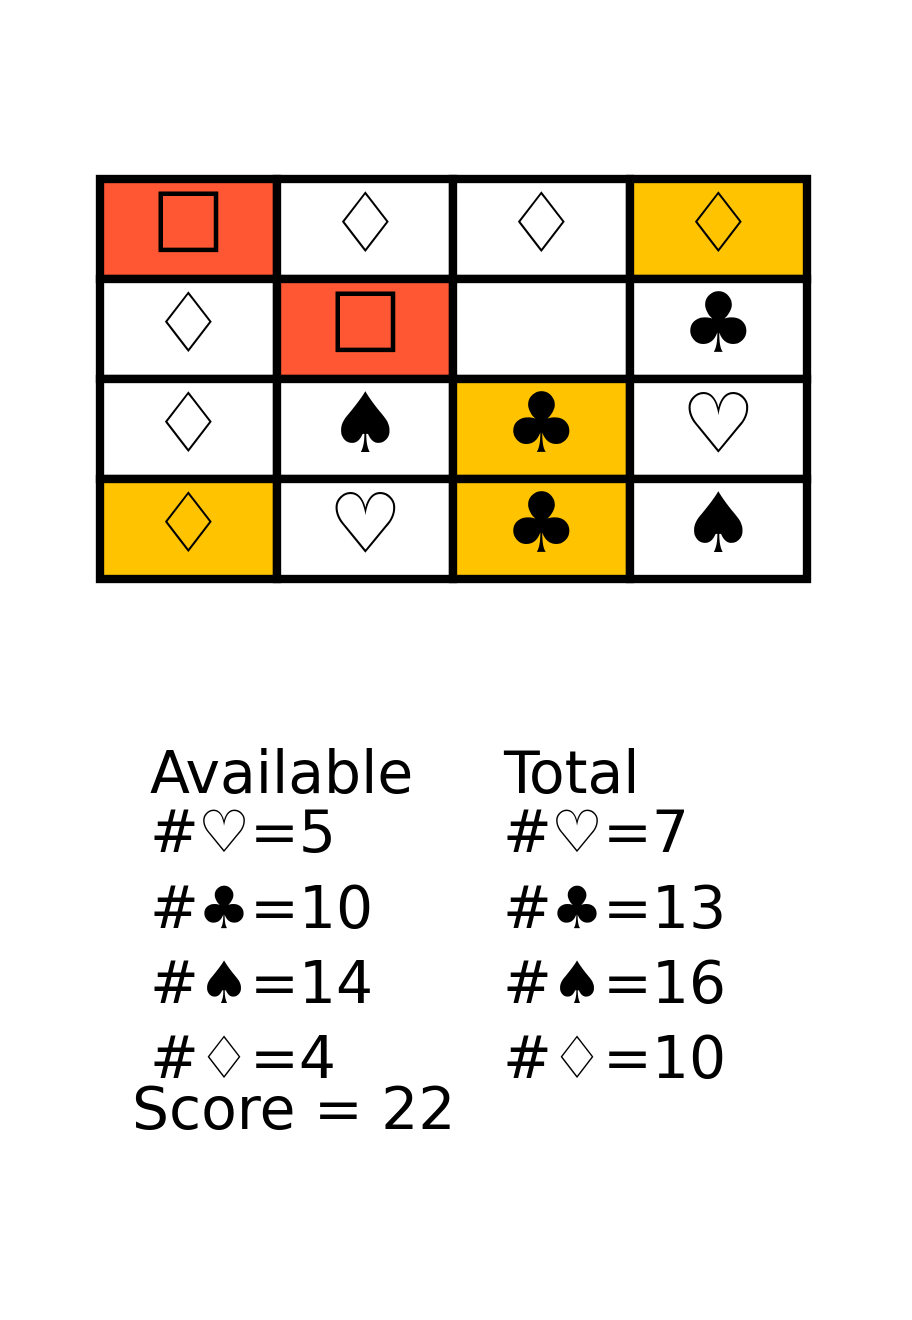 □ ♢ ♢ ♢
♢ □ ♣
♢ ♠ ♣ ♡
♢ ♡ ♣ ♠
Available Total
#♡=5 #♡=7
#♣=10 #♣=13
#♠=14 #♠=16
#♢=4 #♢=10
Score = 22